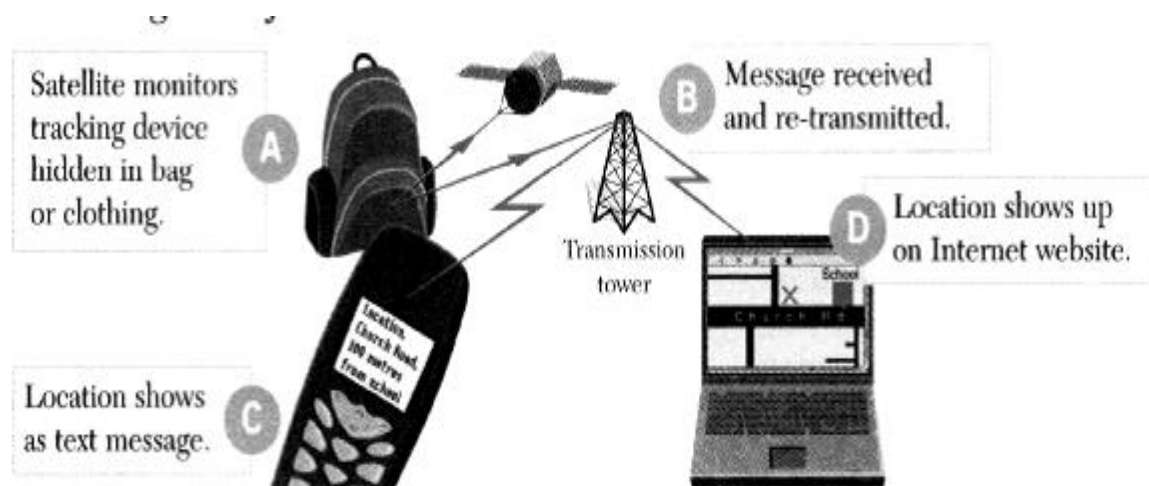 Satellite monitors
tracking device
hidden in bag
or clothing.
A
B
Message received
and re-transmitted.
Transmission
tower
D
Location shows up
on Internet website.
School
Church Rd
Location,
Church Road,
100 metres
from school
Location shows
as text message.
C